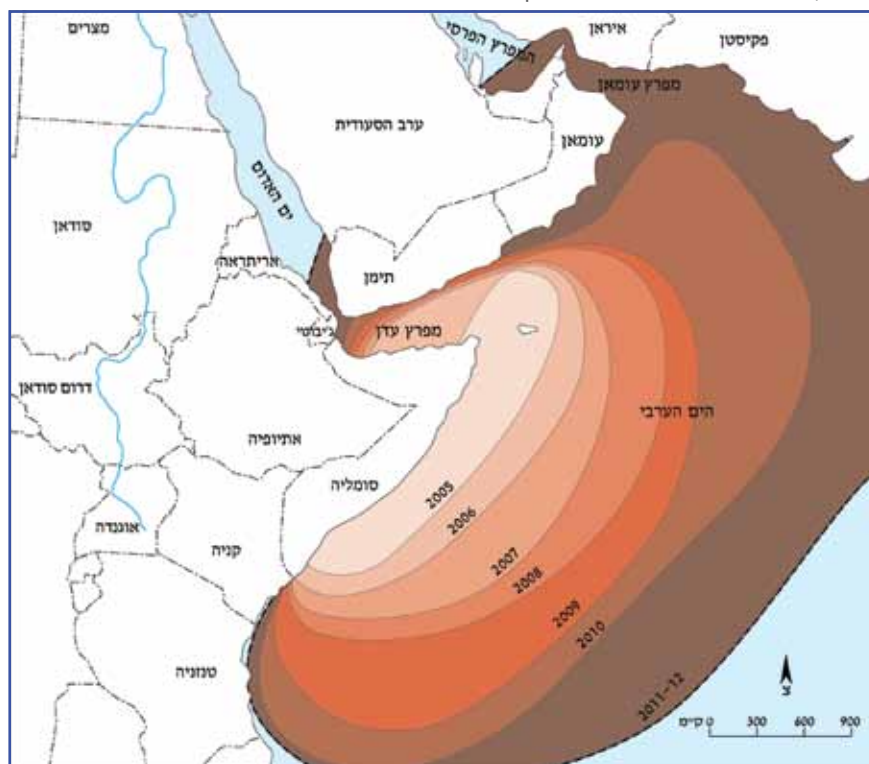 מצרים
איראן
פקיסטן
המפרץ הפרסי
מפרץ עומאן
ערב הסעודית
עומאן
ים האדום
סודאן
אריתראה
תימן
ג'יבוטי
מפרץ עדן
דרום סודאן
הים הערבי
אתיופיה
סומליה
2005
2006
אוגנדה
קניה
2007
2008
2009
2010
טנזניה
2011-12
צ
ק"מ 0 300 600 900